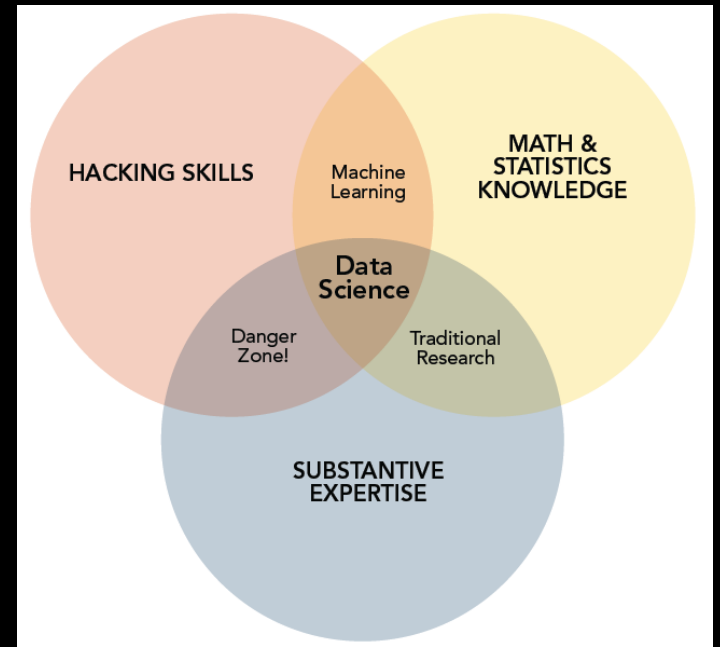 HACKING SKILLS
MATH &
STATISTICS
KNOWLEDGE
Machine
Learning
Data
Science
Danger
Zone!
Traditional
Research
SUBSTANTIVE
EXPERTISE